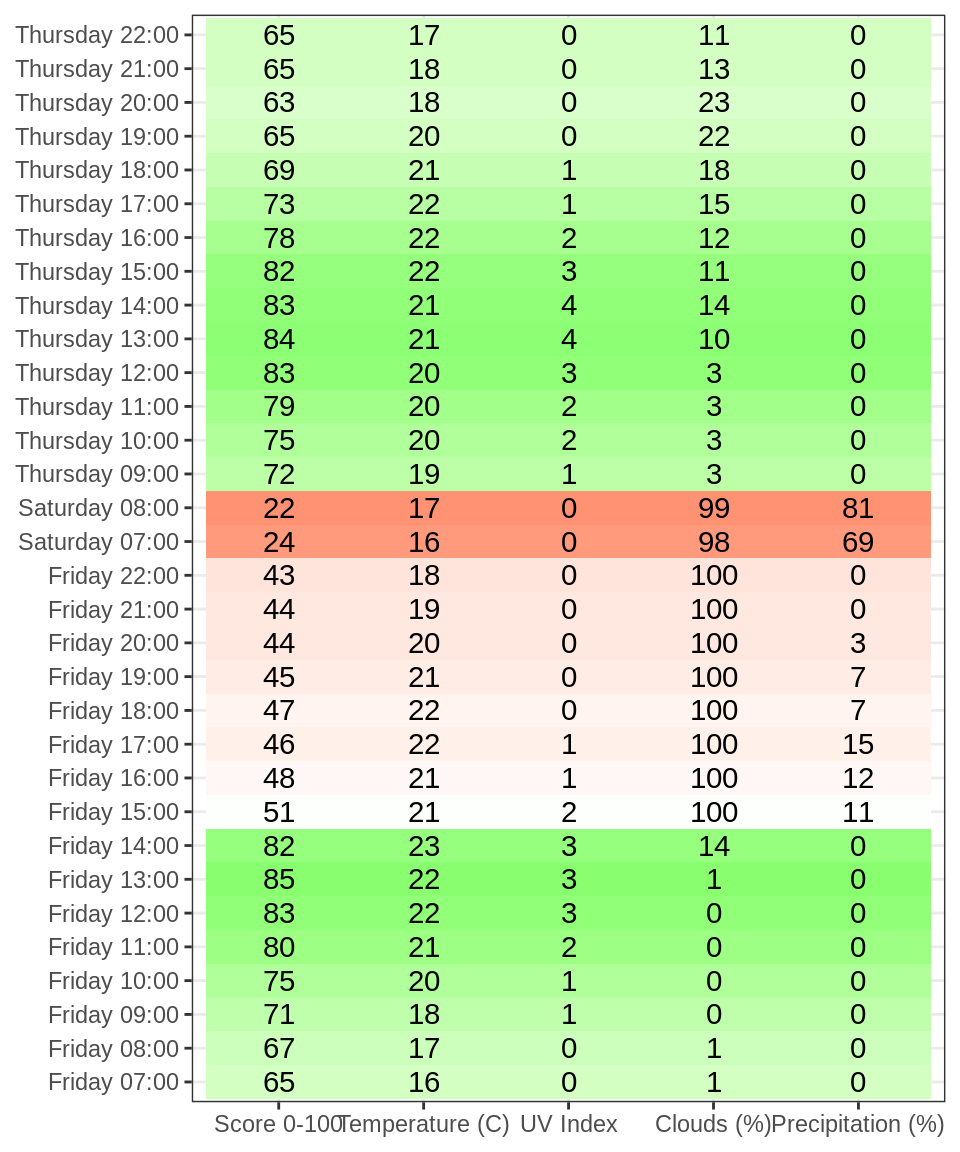 Thursday 22:00 65 17 0 11 0
Thursday 21:00 65 18 0 13 0
Thursday 20:00 63 18 0 23 0
Thursday 19:00 65 20 0 22 0
Thursday 18:00 69 21 1 18 0
Thursday 17:00 73 22 1 15 0
Thursday 16:00 78 22 2 12 0
Thursday 15:00 82 22 3 11 0
Thursday 14:00 83 21 4 14 0
Thursday 13:00 84 21 4 10 0
Thursday 12:00 83 20 3 3 0
Thursday 11:00 79 20 2 3 0
Thursday 10:00 75 20 2 3 0
Thursday 09:00 72 19 1 3 0
Saturday 08:00 22 17 0 99 81
Saturday 07:00 24 16 0 98 69
Friday 22:00 43 18 0 100 0
Friday 21:00 44 19 0 100 0
Friday 20:00 44 20 0 100 3
Friday 19:00 45 21 0 100 7
Friday 18:00 47 22 0 100 7
Friday 17:00 46 22 1 100 15
Friday 16:00 48 21 1 100 12
Friday 15:00 51 21 2 100 11
Friday 14:00 82 23 3 14 0
Friday 13:00 85 22 3 1 0
Friday 12:00 83 22 3 0 0
Friday 11:00 80 21 2 0 0
Friday 10:00 75 20 1 0 0
Friday 09:00 71 18 1 0 0
Friday 08:00 67 17 0 1 0
Friday 07:00 65 16 0 1 0
Score 0-100 Temperature (C) UV Index Clouds (%) Precipitation (%)